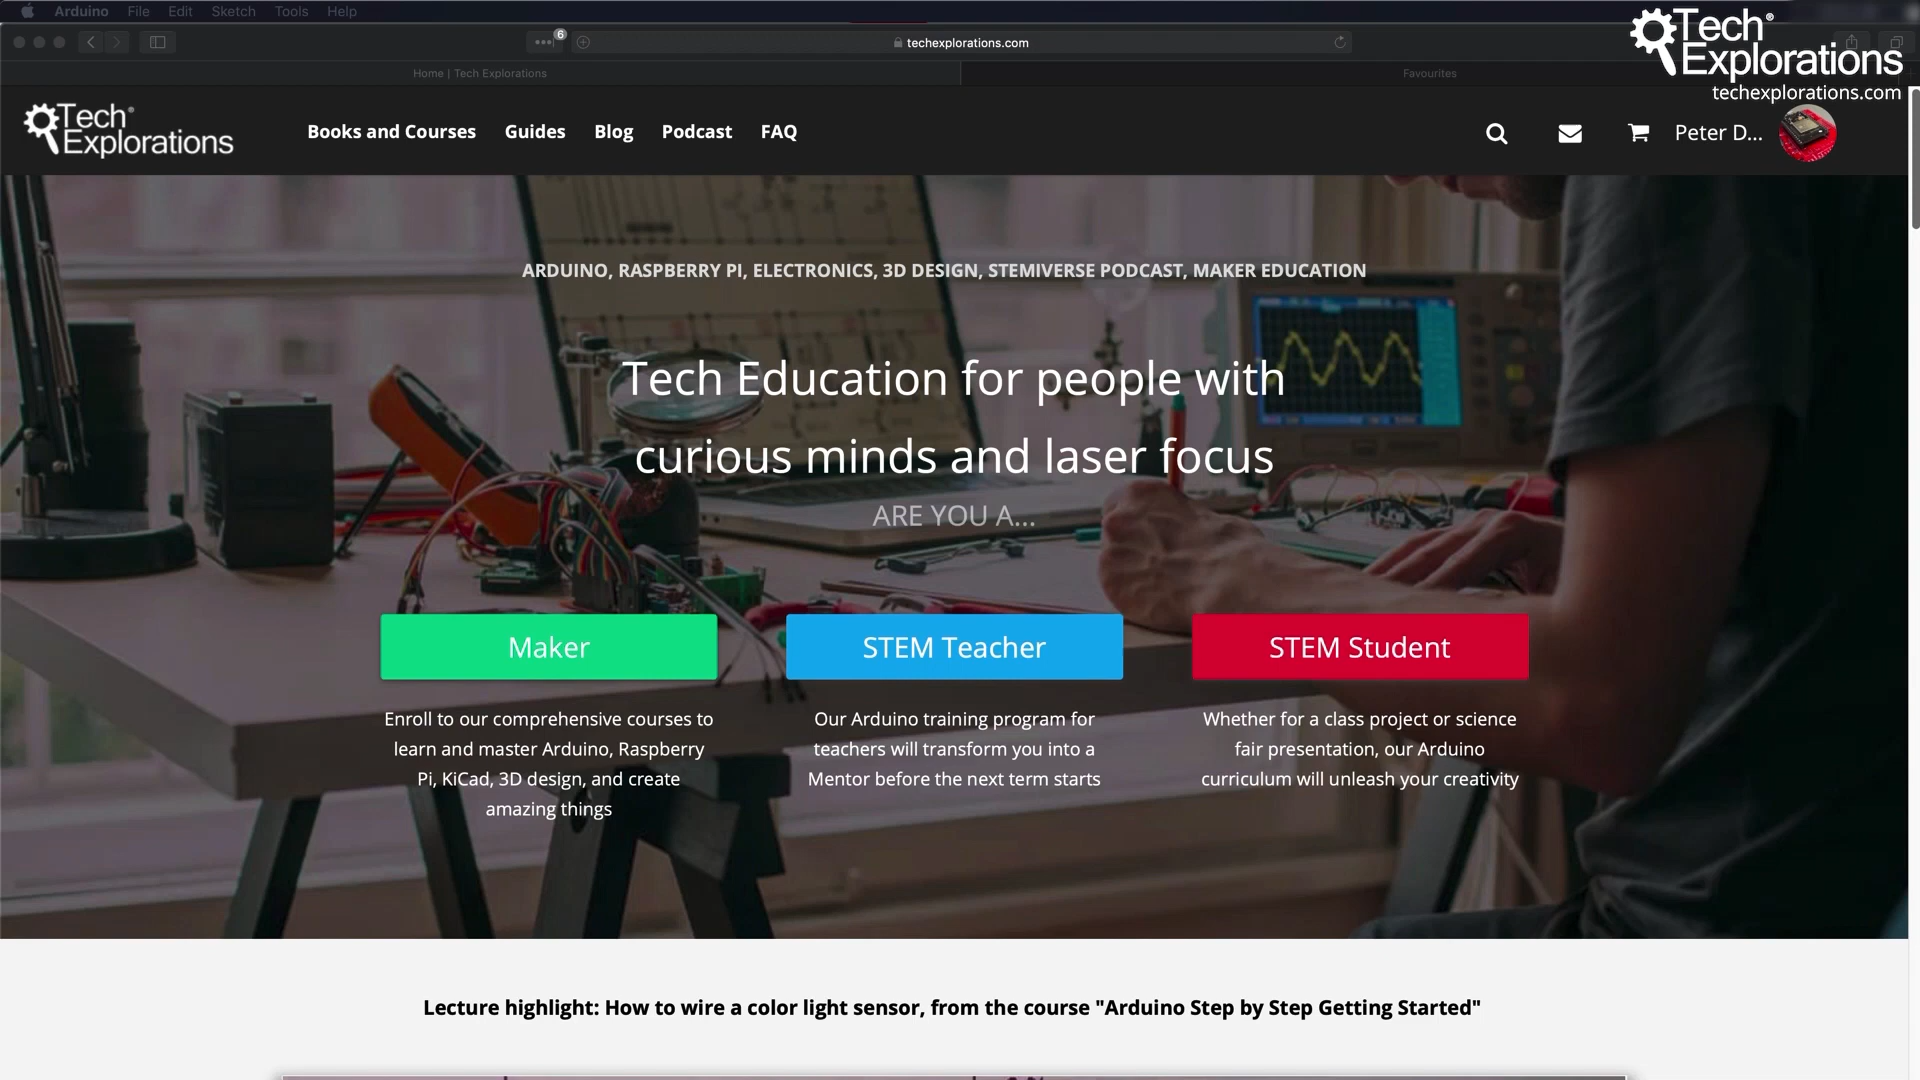 Arduino File Edit Sketch Tools Help
6
techexplorations.com
Home | Tech Explorations
Favourites
Tech®
Explorations
techexplorations.com
Tech®
Explorations
Books and Courses Guides Blog Podcast FAQ
Peter D...
ARDUINO, RASPBERRY PI, ELECTRONICS, 3D DESIGN, STEMIVERSE PODCAST, MAKER EDUCATION
Tech Education for people with
curious minds and laser focus
ARE YOU A...
Maker
Enroll to our comprehensive courses to
learn and master Arduino, Raspberry
Pi, KiCad, 3D design, and create
amazing things
STEM Teacher
Our Arduino training program for
teachers will transform you into a
Mentor before the next term starts
STEM Student
Whether for a class project or science
fair presentation, our Arduino
curriculum will unleash your creativity
Lecture highlight: How to wire a color light sensor, from the course "Arduino Step by Step Getting Started"